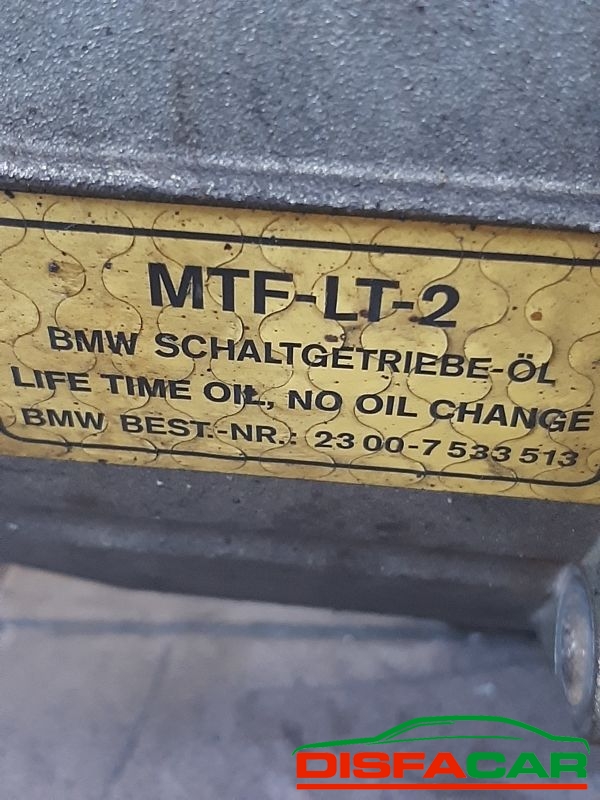 MTF-LT-2
BMW SCHALTGETRIEBE-ÖL
LIFE TIME OIL, NO OIL CHANGE
BMW BEST.-NR.: 23 00-7 533 513
DISFACAR